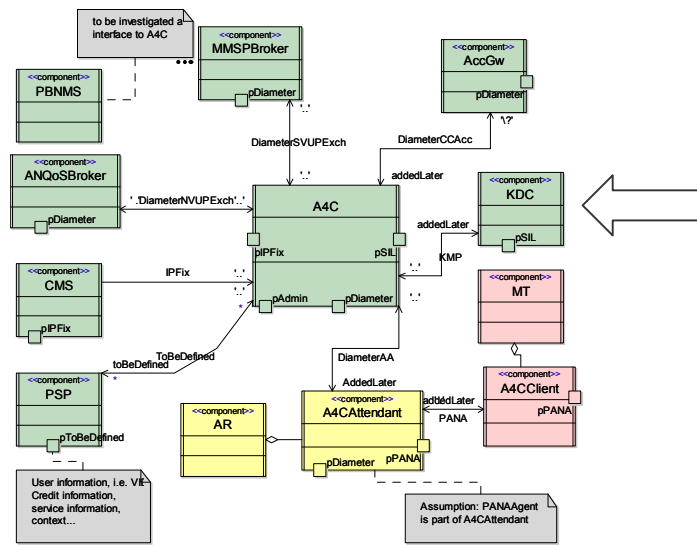 to be investigated a
interface to A4C
<<component>>
MMSPBroker
pDiameter
<<component>>
AccGw
pDiameter
<<component>>
PBNMS
'..'
'\?'
DiameterSVUPExch
DiameterCCAcc
'..'
addedLater
<<component>>
ANQoSBroker
pDiameter
'..'DiameterNVUPExch'..'
<<component>>
A4C
pIPFix
pSIL
pAdmin
pDiameter
<<component>>
KDC
pSIL
addedLater
KMP
'..'
'..'
<<component>>
CMS
pIPFix
IPFix
'..'
'..'
*
<<component>>
MT
ToBeDefined
toBeDefined
*
DiameterAA
AddedLater
<<component>>
PSP
pToBeDefined
<<component>>
AR
<<component>>
A4CAttendant
pDiameter
pPANA
addedLater
PANA
<<component>>
A4CClient
pPANA
User information, i.e.
Credit information,
service information,
context...
Assumption: PANAAgent
is part of A4CAttendant